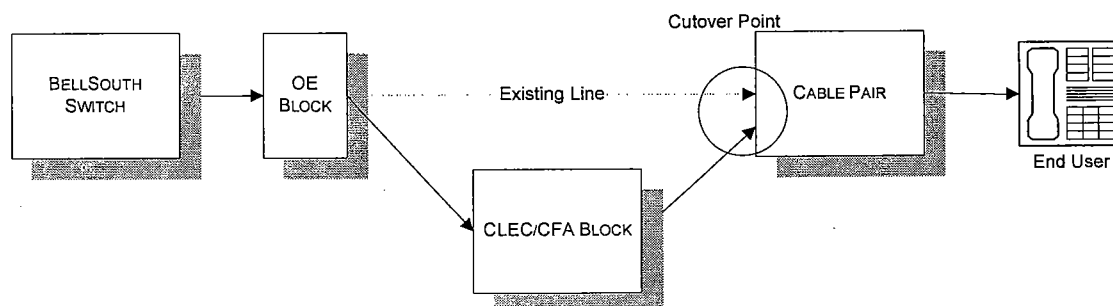 Cutover Point
BELLSOUTH
SWITCH
OE
BLOCK
Existing Line
CABLE PAIR
End User
CLEC/CFA BLOCK